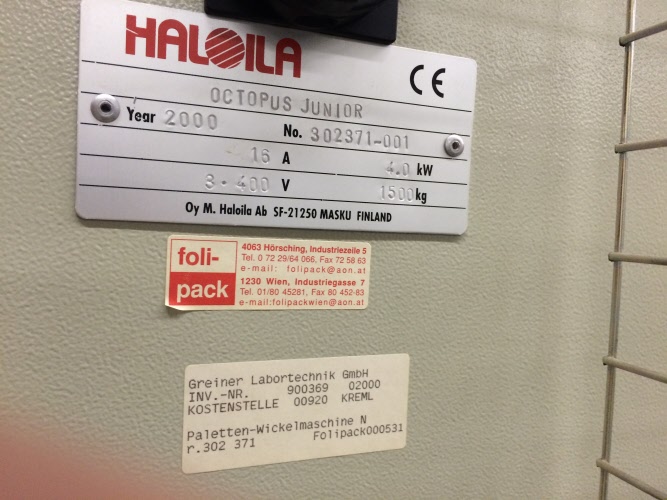 HALOILA
CE
OCTOPUS JUNIOR
Year 2000 No. 302371-001
16 A 4.0 kW
3·400 V 1500kg
Oy M. Haloila Ab SF-21250 MASKU FINLAND
foli-
pack
4063 Hörsching, Industriezeile 5
Tel. 0 72 29/64 066, Fax 72 58 63
e-mail: folipack@aon.at
1230 Wien, Industriegasse 7
Tel. 01/80 45281, Fax 80 452-83
e-mail:folipackwien@aon.at
Greiner Labortechnik GmbH
INV.-NR. 900369 02000
KOSTENSTELLE 00920 KREML
Paletten-Wickelmaschine N
r.302 371 Folipack000531